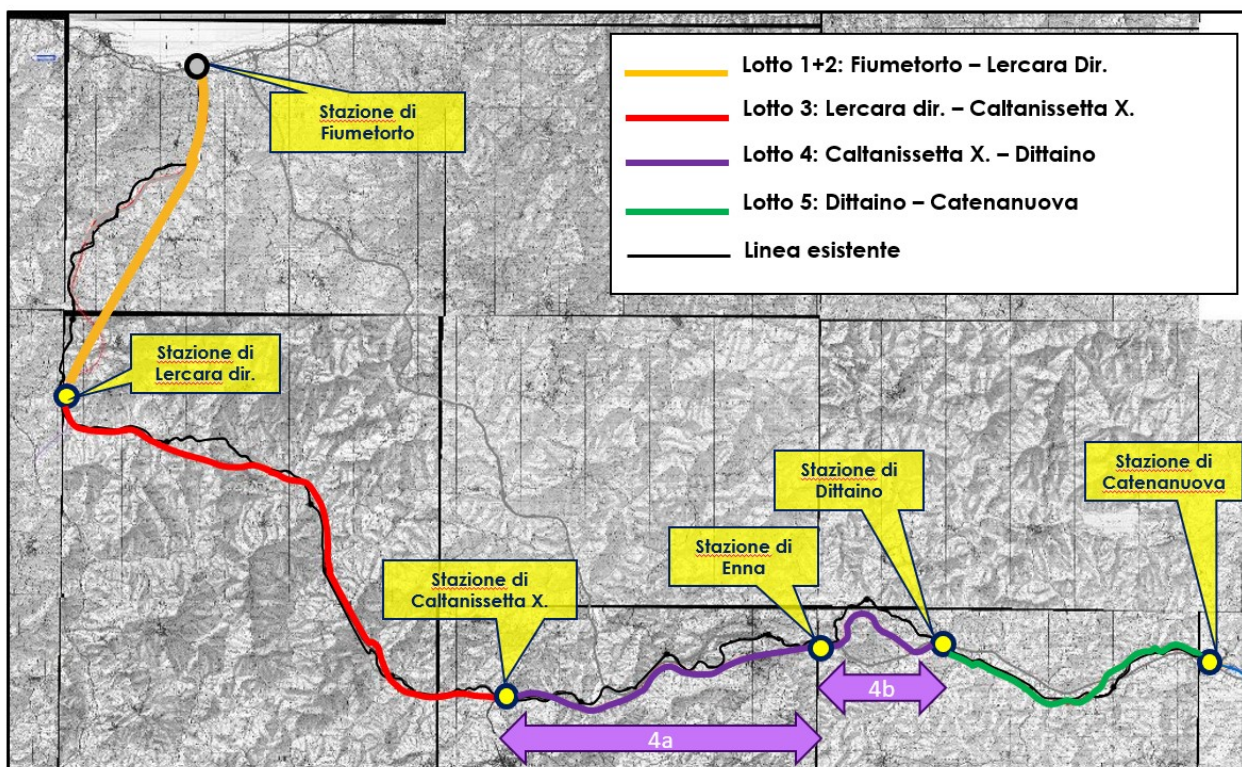 Lotto 1+2: Fiumetorto – Lercara Dir.
Lotto 3: Lercara dir. – Caltanissetta X.
Lotto 4: Caltanissetta X. – Dittaino
Lotto 5: Dittaino – Catenanuova
Linea esistente
Stazione di
Fiumetorto
Stazione di
Lercara dir.
Stazione di
Dittaino
Stazione di
Catenanuova
Stazione di
Enna
Stazione di
Caltanissetta X.
4b
4a